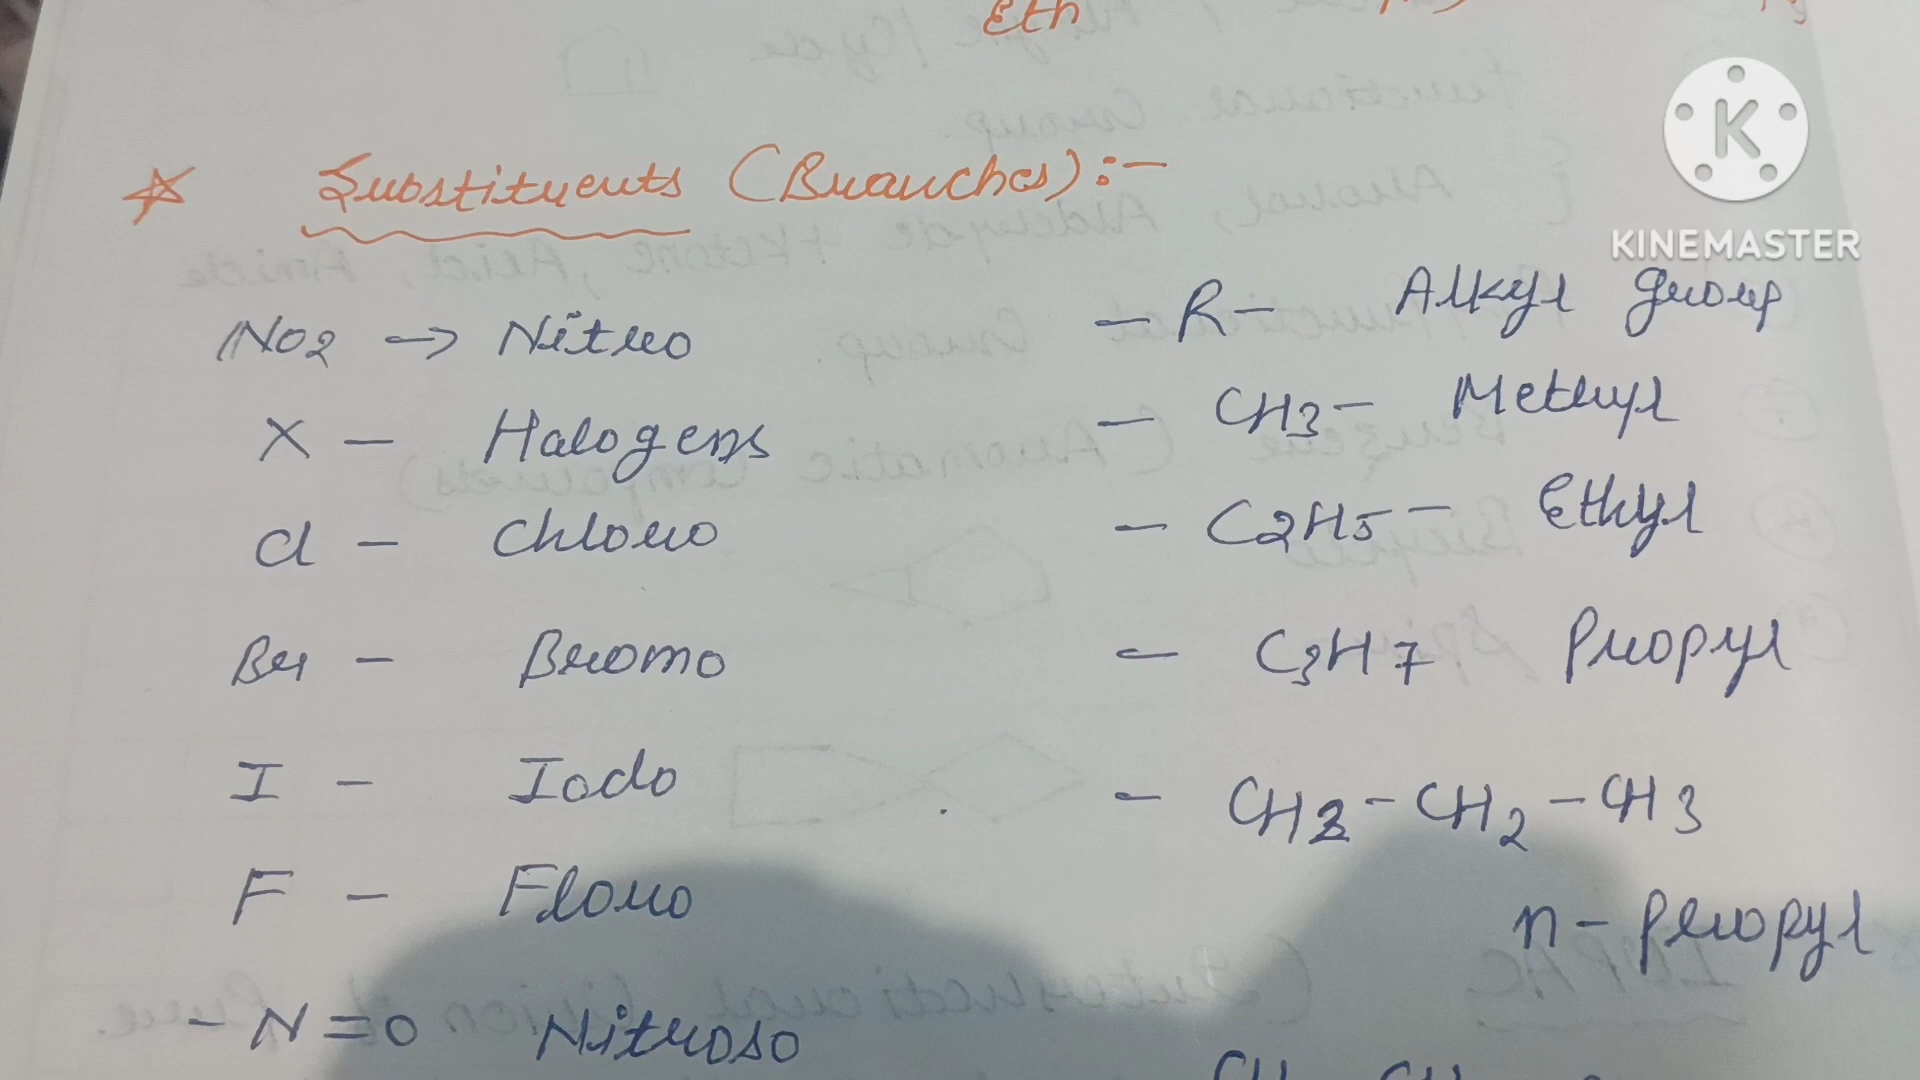 Eth
KINEMASTER
Substituents (Branches):-
NO2 → Nitro
X - Halogens
Cl - Chloro
Br - Bromo
I - Iodo
F - Floro
- N=O Nitroso
- R - Alkyl group
- CH3 - Methyl
- C2H5 - Ethyl
- C3H7 Propyl
- CH2 - CH2 - CH3
n - propyl